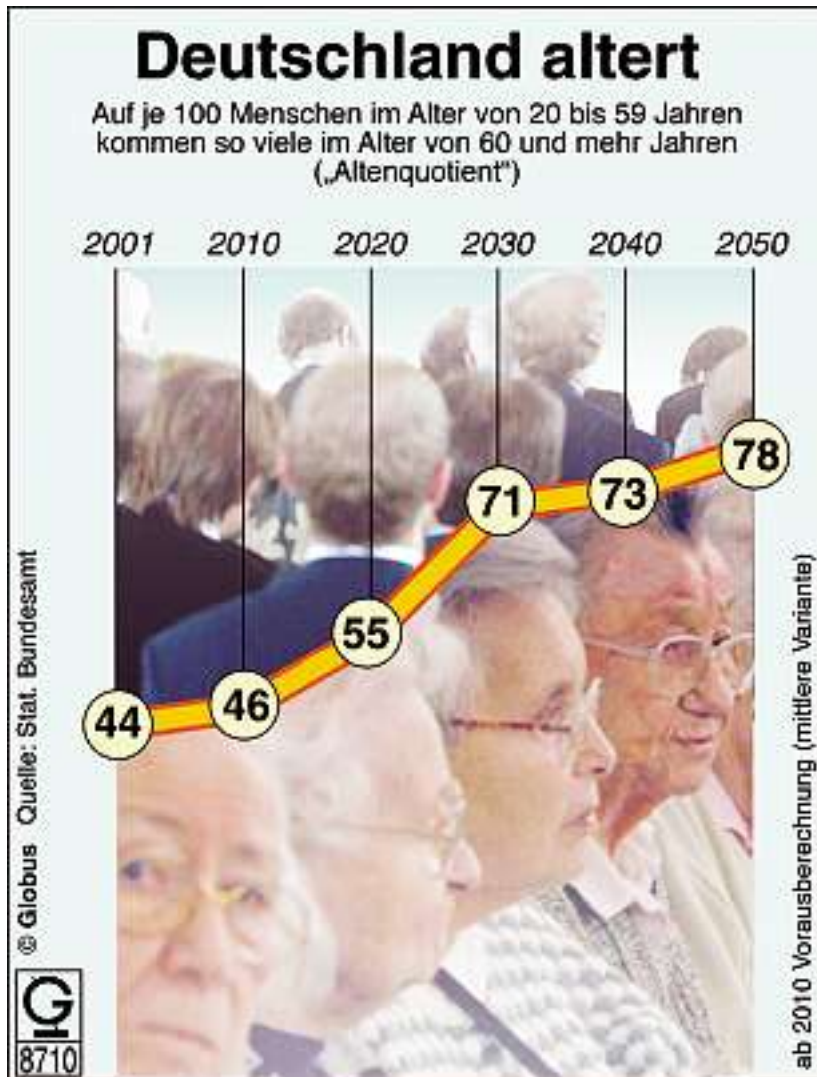 Deutschland altert
Auf je 100 Menschen im Alter von 20 bis 59 Jahren
kommen so viele im Alter von 60 und mehr Jahren
(„Altenquotient“)
2001 2010 2020 2030 2040 2050
44 46 55 71 73 78
© Globus Quelle: Stat. Bundesamt
ab 2010 Vorausberechnung (mittlere Variante)
G
8710